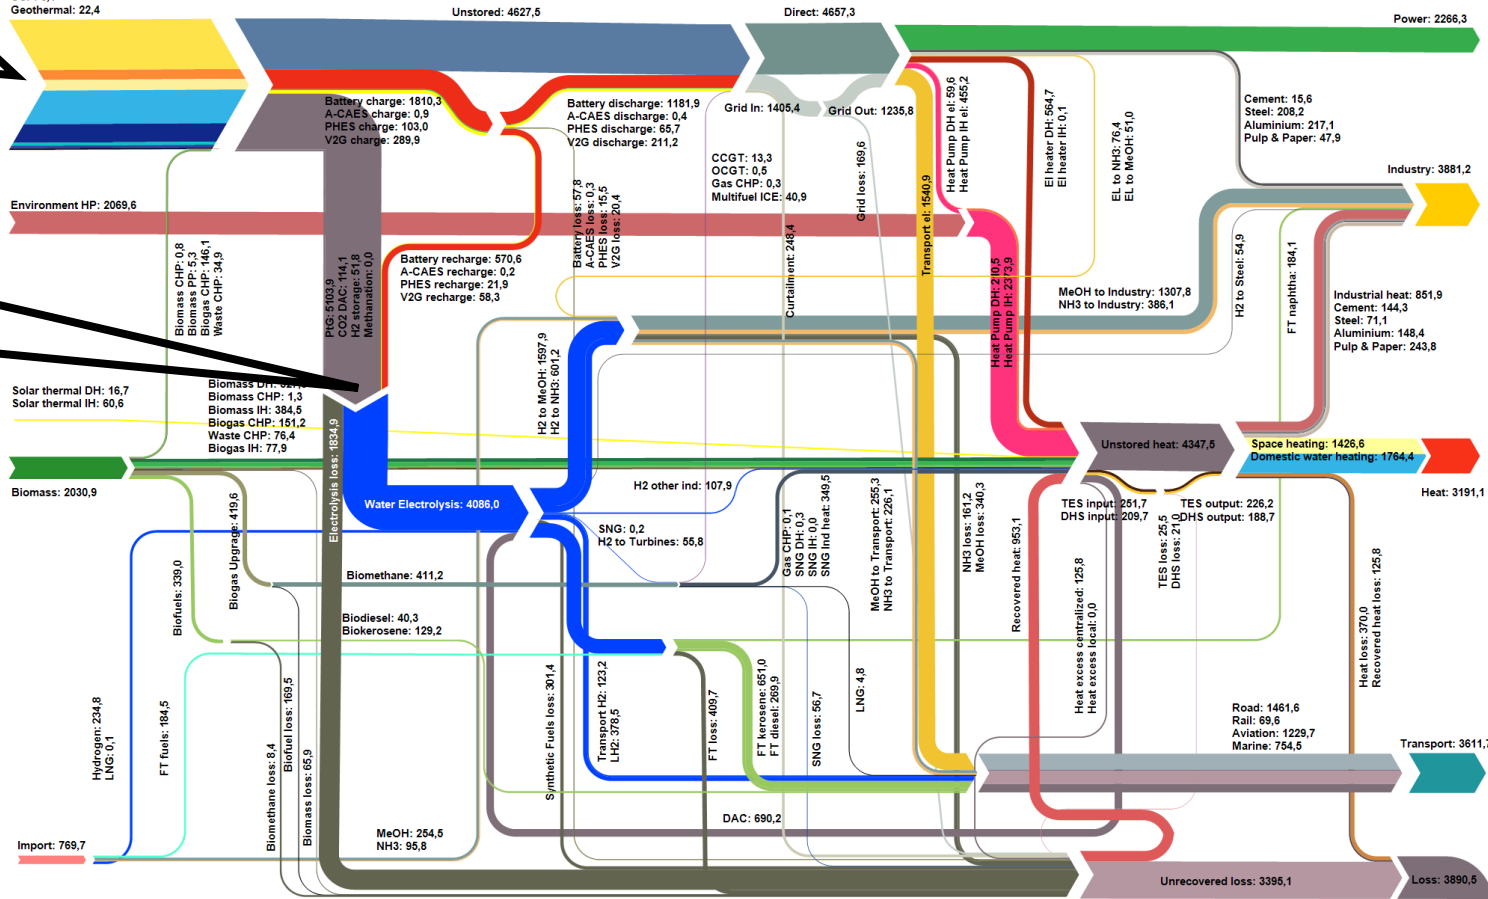 Geothermal: 22,4
Unstored: 4627,5
Direct: 4657,3
Power: 2266,3
Battery charge: 1810,3
A-CAES charge: 0,9
PHES charge: 103,0
V2G charge: 289,9
Battery discharge: 1181,9
A-CAES discharge: 0,4
PHES discharge: 65,7
V2G discharge: 211,2
Grid In: 1405,4
Grid Out: 1235,8
Heat Pump El el: 59,6
Heat Pump IH el: 455,2
El heater DH: 564,7
El heater IH: 0,1
EL to NH3: 76,4
EL to MeOH: 51,0
Cement: 15,6
Steel: 208,2
Aluminium: 217,1
Pulp & Paper: 47,9
CCGT: 13,3
OCGT: 0,5
Gas CHP: 0,3
Multifuel ICE: 40,9
Grid loss: 169,6
Transport el: 1540,9
Industry: 3881,2
Environment HP: 2069,6
Biomass CHP: 0,8
Biomass PP: 5,3
Biogas CHP: 146,1
Waste CHP: 34,9
PtG: 5103,9
CO2 DAC: 114,1
H2 storage: 51,8
Methanation: 0,0
Battery recharge: 570,6
A-CAES recharge: 0,2
PHES recharge: 21,9
V2G recharge: 58,3
Battery loss: 57,8
A-CAES loss: 0,3
PHES loss: 15,5
V2G loss: 20,4
Curtailment: 248,4
Heat Pump DH: 210,5
Heat Pump IH: 2373,8
MeOH to Industry: 1307,8
NH3 to Industry: 386,1
H2 to Steel: 54,9
FT naphtha: 184,1
Industrial heat: 851,9
Cement: 144,3
Steel: 71,1
Aluminium: 148,4
Pulp & Paper: 243,8
Solar thermal DH: 16,7
Solar thermal IH: 60,6
Biomass DH:
Biomass CHP: 1,3
Biomass IH: 384,5
Biogas CHP: 151,2
Waste CHP: 76,4
Biogas IH: 77,9
H2 to MeOH: 1597,9
H2 to NH3: 601,2
Electrolysis loss: 1834,9
Unstored heat: 4347,5
Space heating: 1426,6
Domestic water heating: 1764,4
Heat: 3191,1
Biomass: 2030,9
Water Electrolysis: 4086,0
H2 other ind: 107,9
TES input: 251,7
DHS input: 209,7
TES output: 226,2
DHS output: 188,7
TES loss: 25,5
DHS loss: 21,0
SNG: 0,2
H2 to Turbines: 55,8
Gas CHP: 0,1
SNG DH: 0,3
SNG IH: 0,0
SNG Ind heat: 349,5
MeOH to Transport: 255,3
NH3 to Transport: 226,1
NH3 loss: 161,2
MeOH loss: 340,3
Recovered heat: 953,1
Biogas Upgrage: 419,6
Biomethane: 411,2
Biofuels: 339,0
Biodiesel: 40,3
Biokerosene: 129,2
Heat excess centralized: 125,8
Heat excess local: 0,0
Heat loss: 370,0
Recovered heat loss: 125,8
Hydrogen: 234,8
LNG: 0,1
FT fuels: 184,5
Biomethane loss: 8,4
Biofuel loss: 169,5
Biomass loss: 65,9
Synthetic Fuels loss: 301,4
Transport H2: 123,2
LH2: 378,5
FT loss: 409,7
FT kerosene: 651,0
FT diesel: 269,9
SNG loss: 56,7
LNG: 4,8
Road: 1461,6
Rail: 69,6
Aviation: 1229,7
Marine: 754,5
Transport: 3611,7
Import: 769,7
MeOH: 254,5
NH3: 95,8
DAC: 690,2
Unrecovered loss: 3395,1
Loss: 3890,5